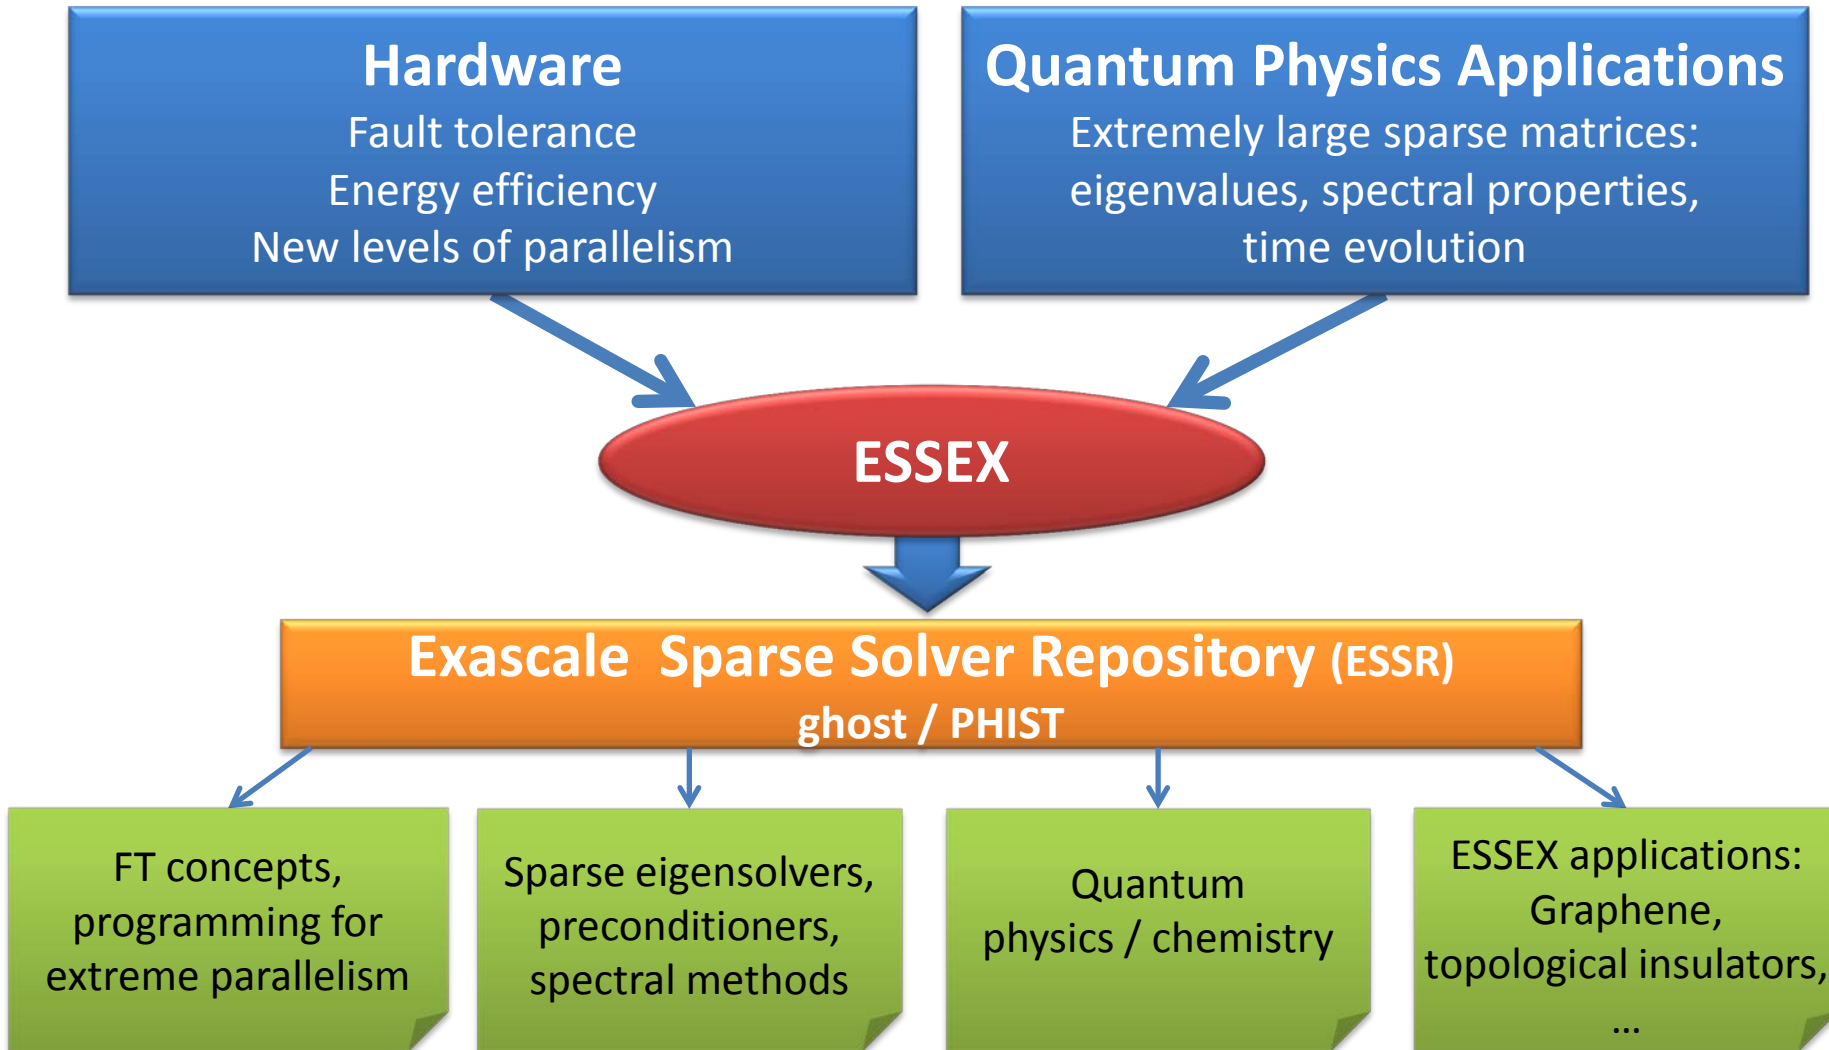 Hardware
Fault tolerance
Energy efficiency
New levels of parallelism
Quantum Physics Applications
Extremely large sparse matrices:
eigenvalues, spectral properties,
time evolution
ESSEX
Exascale Sparse Solver Repository (ESSR)
ghost / PHIST
FT concepts,
programming for
extreme parallelism
Sparse eigensolvers,
preconditioners,
spectral methods
Quantum
physics / chemistry
ESSEX applications:
Graphene,
topological insulators,
...